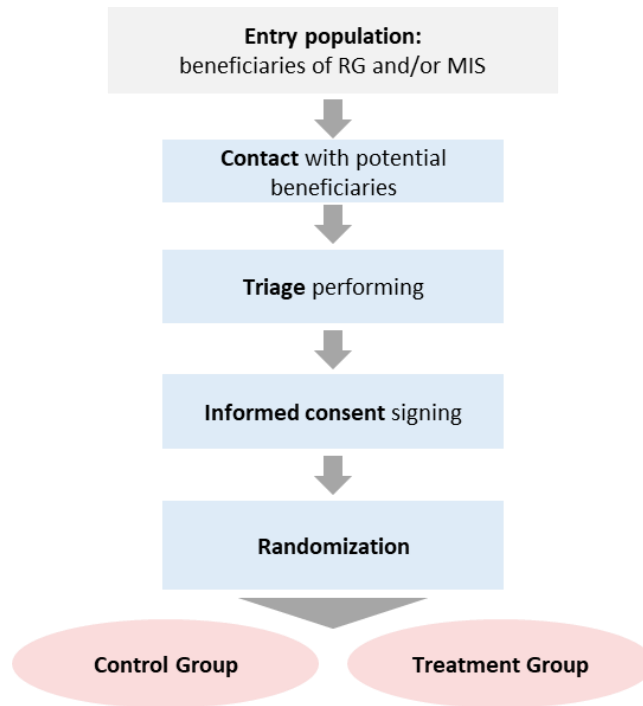 Entry population:
beneficiaries of RG and/or MIS
Contact with potential
beneficiaries
Triage performing
Informed consent signing
Randomization
Control Group
Treatment Group